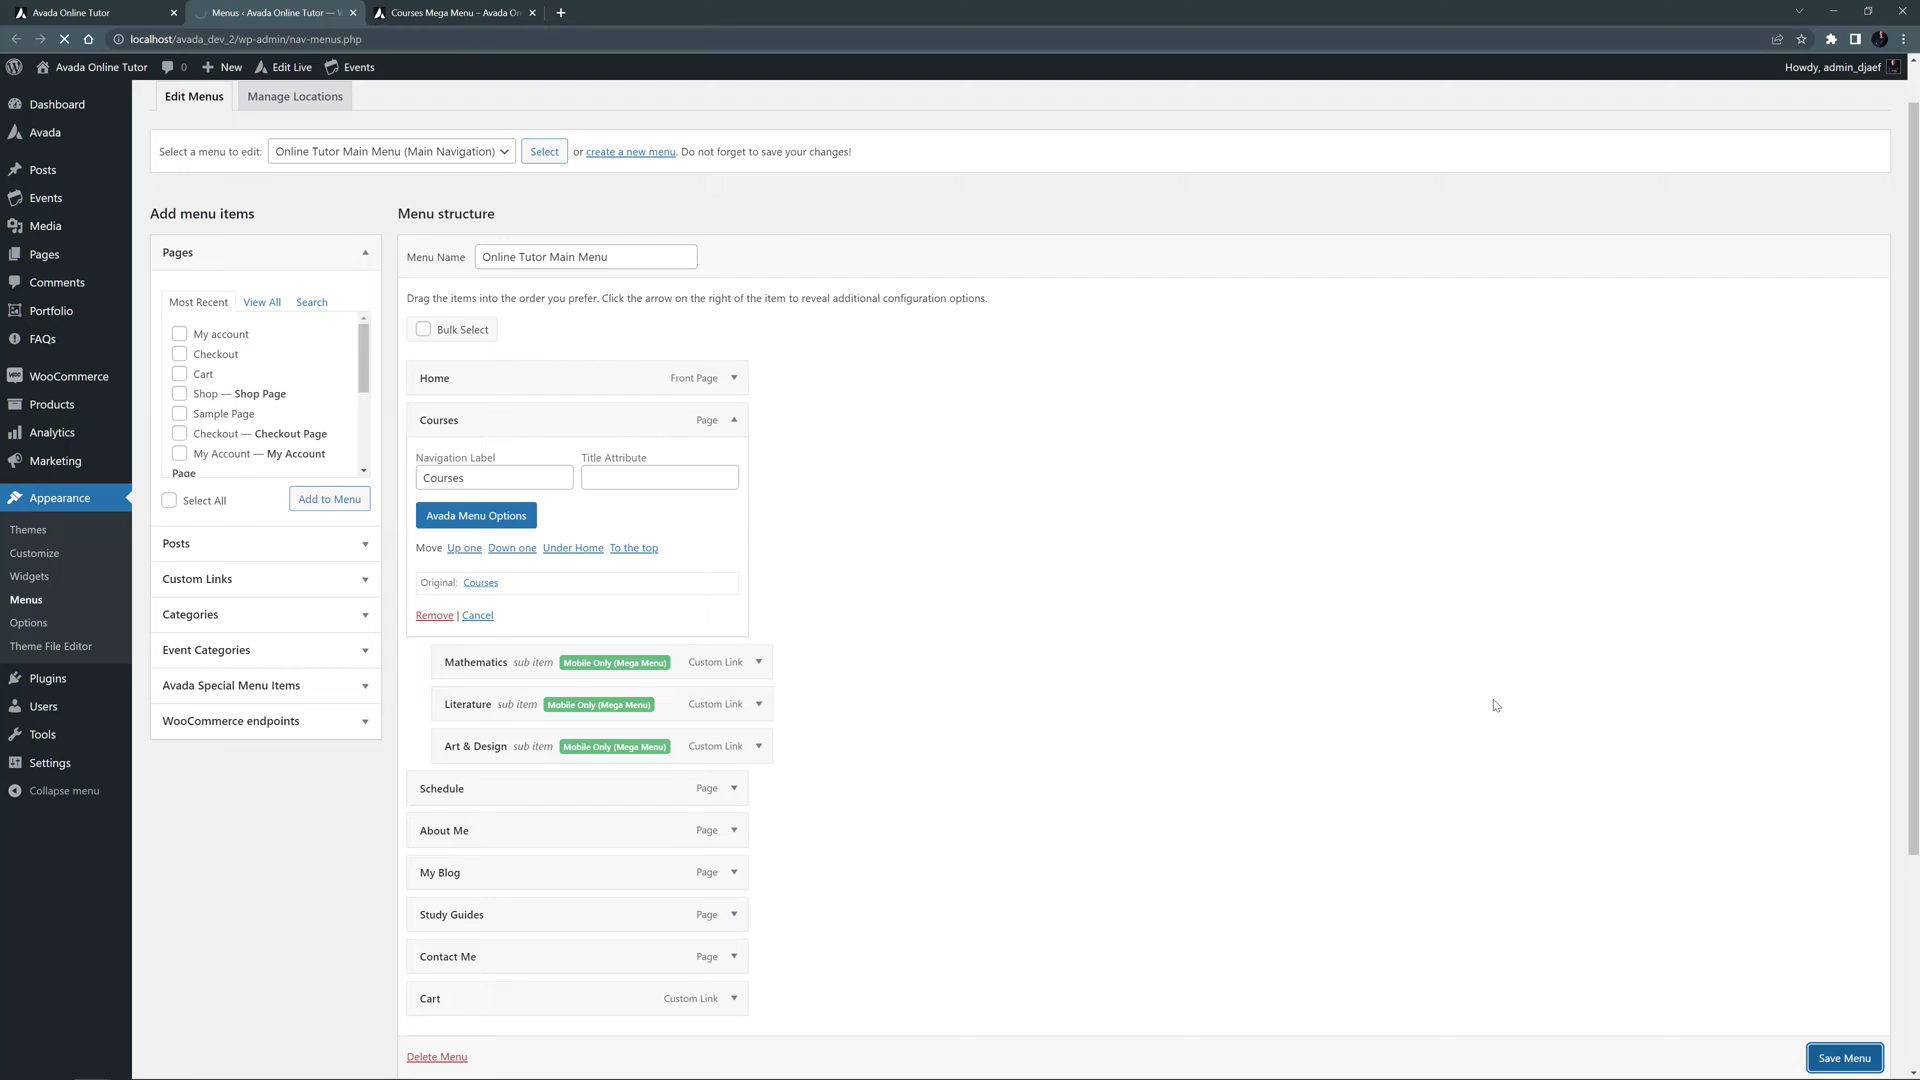 Avada Online Tutor
Menus ‹ Avada Online Tutor — W
Courses Mega Menu – Avada On
localhost/avada_dev_2/wp-admin/nav-menus.php
Avada Online Tutor
0
New
Edit Live
Events
Howdy, admin_djaef
Dashboard
Avada
Posts
Events
Media
Pages
Comments
Portfolio
FAQs
WooCommerce
Products
Analytics
Marketing
Appearance
Themes
Customize
Widgets
Menus
Options
Theme File Editor
Plugins
Users
Tools
Settings
Collapse menu
Edit Menus
Manage Locations
Select a menu to edit: Online Tutor Main Menu (Main Navigation) Select or create a new menu. Do not forget to save your changes!
Add menu items
Pages
Most Recent View All Search
My account
Checkout
Cart
Shop — Shop Page
Sample Page
Checkout — Checkout Page
My Account — My Account
Page
Select All
Add to Menu
Posts
Custom Links
Categories
Event Categories
Avada Special Menu Items
WooCommerce endpoints
Menu structure
Menu Name Online Tutor Main Menu
Drag the items into the order you prefer. Click the arrow on the right of the item to reveal additional configuration options.
Bulk Select
Home Front Page
Courses Page
Navigation Label Title Attribute
Courses
Avada Menu Options
Move Up one Down one Under Home To the top
Original: Courses
Remove | Cancel
Mathematics sub item Mobile Only (Mega Menu) Custom Link
Literature sub item Mobile Only (Mega Menu) Custom Link
Art & Design sub item Mobile Only (Mega Menu) Custom Link
Schedule Page
About Me Page
My Blog Page
Study Guides Page
Contact Me Page
Cart Custom Link
Delete Menu
Save Menu